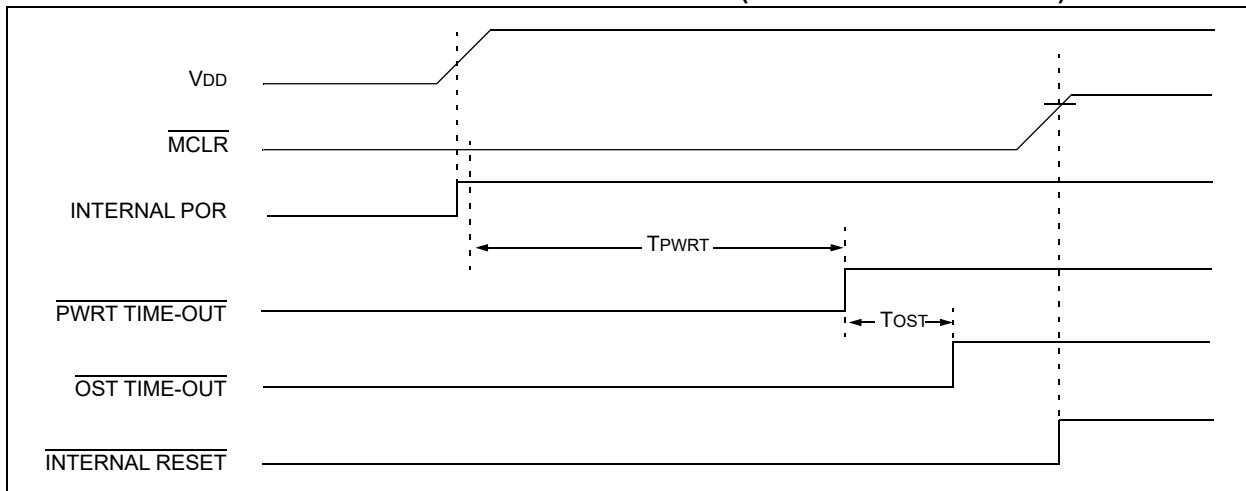 VDD
MCLR
INTERNAL POR
TPWRT
PWRT TIME-OUT
TOST
OST TIME-OUT
INTERNAL RESET